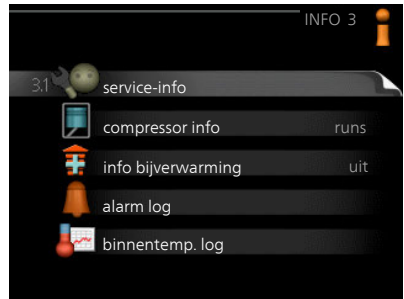 INFO 3
3.1 service-info
compressor info runs
info bijverwarming uit
alarm log
binnentemp. log